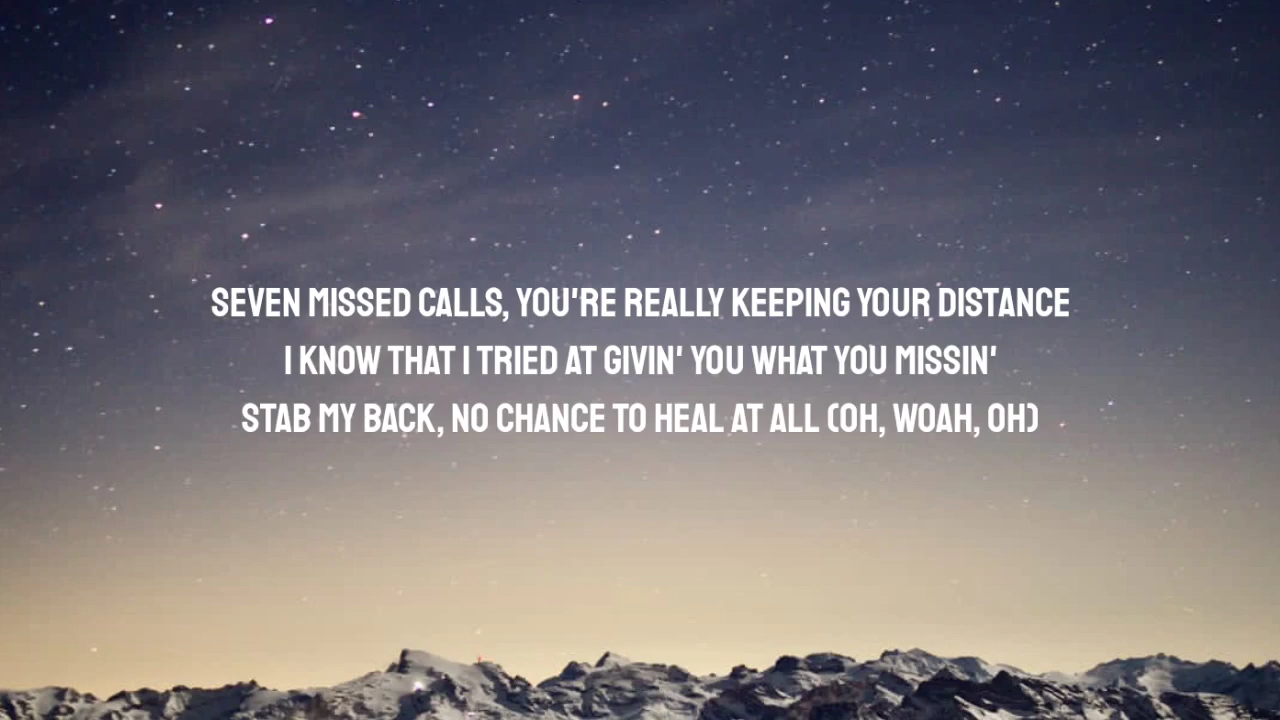 SEVEN MISSED CALLS, YOU'RE REALLY KEEPING YOUR DISTANCE
I KNOW THAT I TRIED AT GIVIN' YOU WHAT YOU MISSIN'
STAB MY BACK, NO CHANCE TO HEAL AT ALL (OH, WOAH, OH)